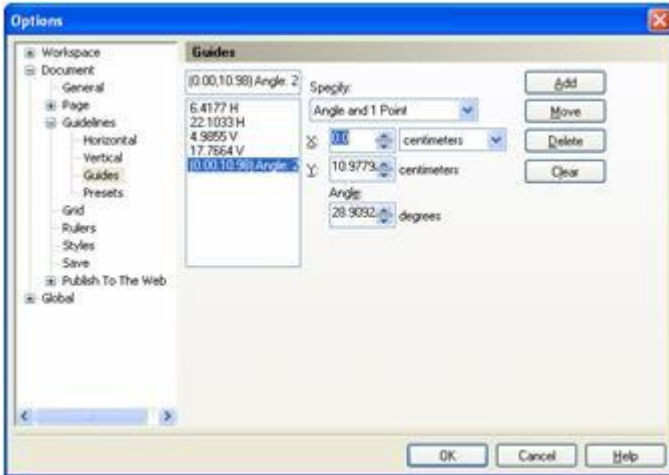 Options
Workspace
Document
General
Page
Guidelines
Horizontal
Vertical
Guides
Presets
Grid
Rulers
Styles
Save
Publish To The Web
Global
Guides
(0.00,10.98) Angle: 2
6.4177 H
22.1033 H
4.9855 V
17.7664 V
(0.00,10.98) Angle: 2
Specify:
Angle and 1 Point
X: 0.0 centimeters
Y: 10.9779 centimeters
Angle:
28.9092 degrees
Add
Move
Delete
Clear
OK Cancel Help